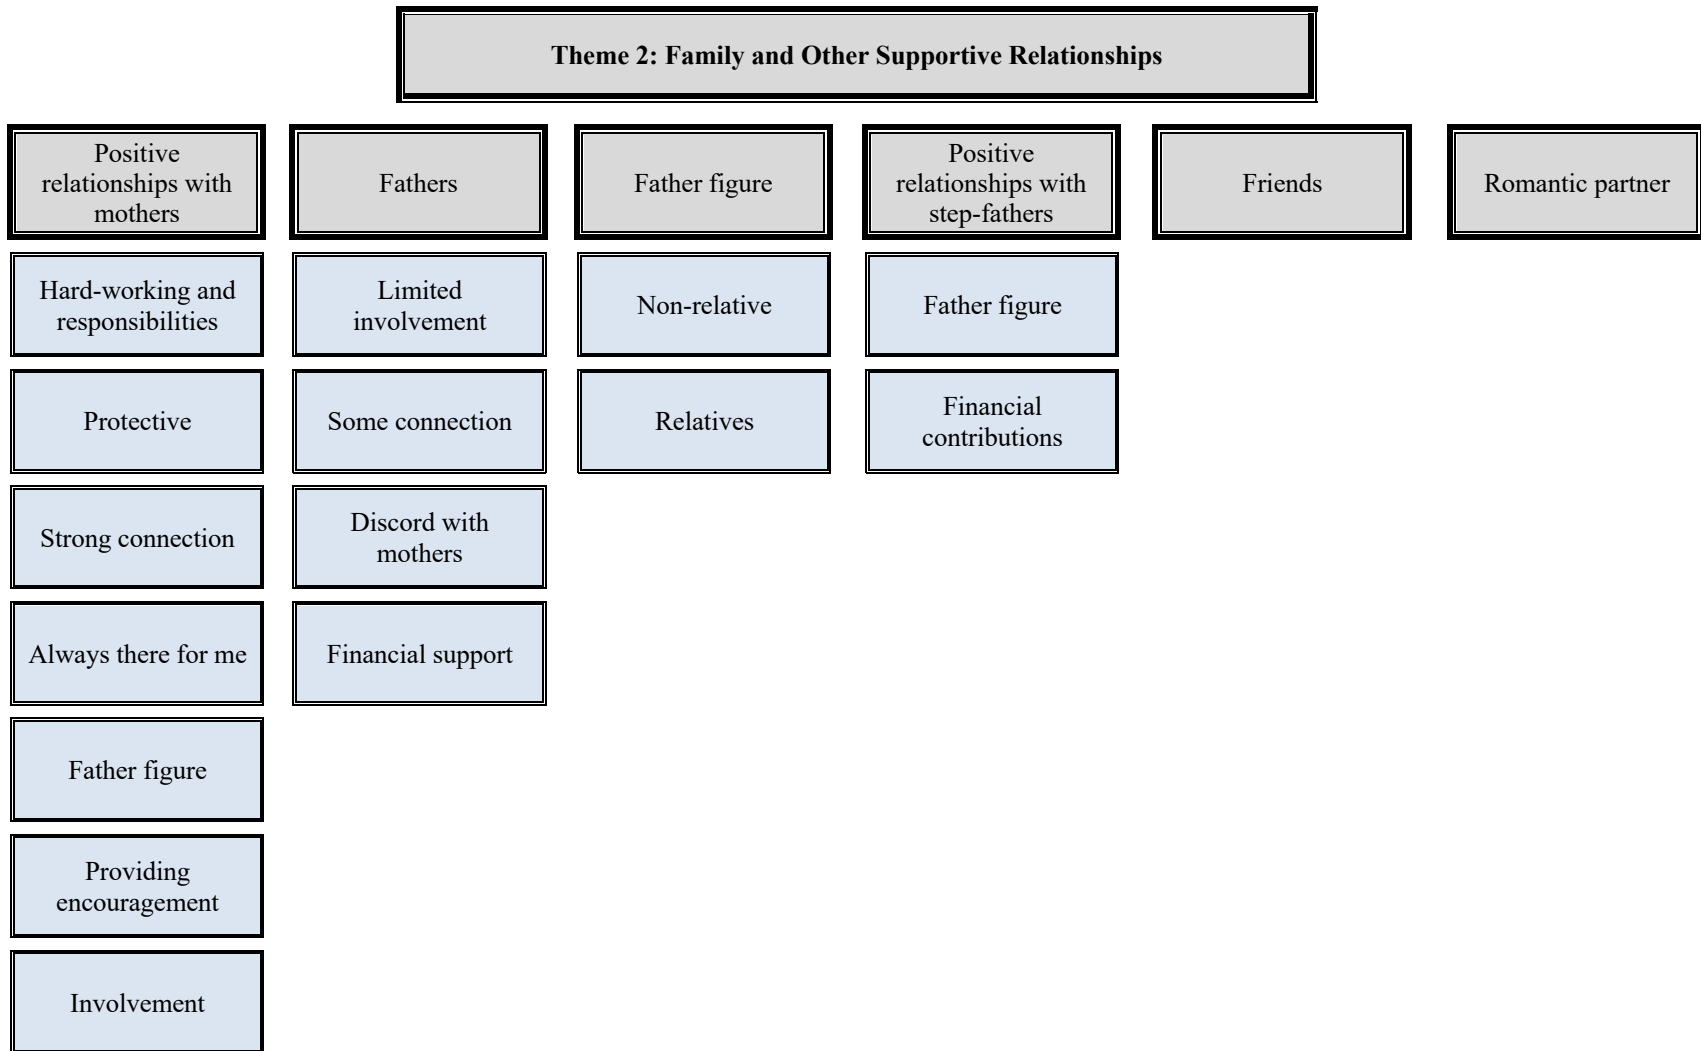 Theme 2: Family and Other Supportive Relationships
Positive
relationships with
mothers
Fathers
Father figure
Positive
relationships with
step-fathers
Friends
Romantic partner
Hard-working and
responsibilities
Limited
involvement
Non-relative
Father figure
Protective
Some connection
Relatives
Financial
contributions
Strong connection
Discord with
mothers
Always there for me
Financial support
Father figure
Providing
encouragement
Involvement